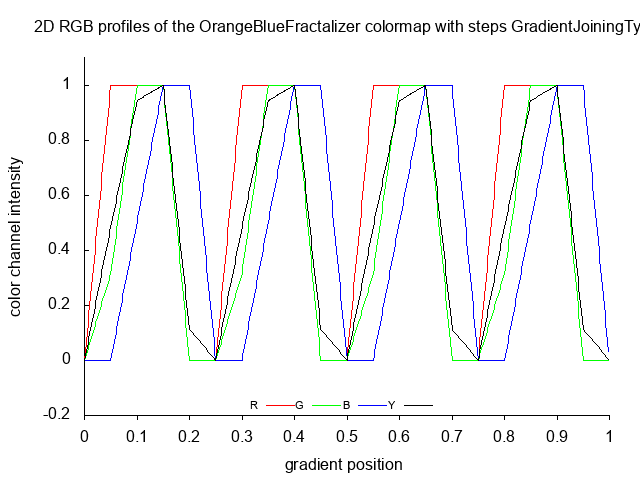 2D RGB profiles of the OrangeBlueFractalizer colormap with steps GradientJoiningTy
1
0.8
0.6
0.4
0.2
0
-0.2
color channel intensity
R G B Y
0 0.1 0.2 0.3 0.4 0.5 0.6 0.7 0.8 0.9 1
gradient position